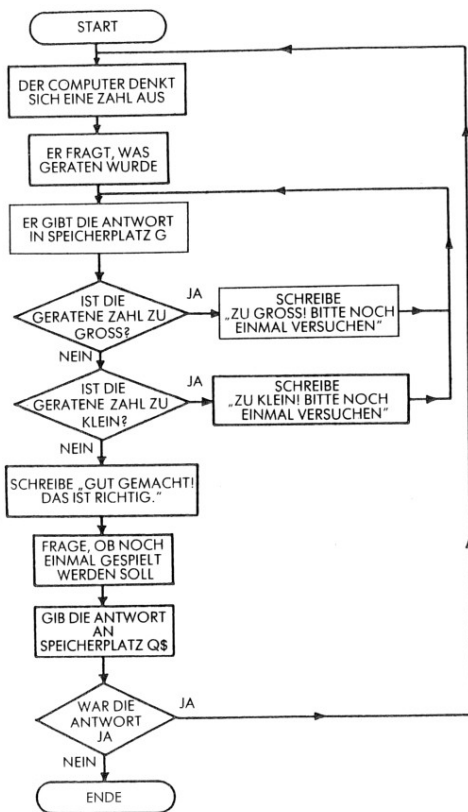 START
DER COMPUTER DENKT
SICH EINE ZAHL AUS
ER FRAGT, WAS
GERATEN WURDE
ER GIBT DIE ANTWORT
IN SPEICHERPLATZ G
IST DIE
GERATENE ZAHL ZU
GROSS?
JA
SCHREIBE
„ZU GROSS! BITTE NOCH
EINMAL VERSUCHEN“
NEIN
IST DIE
GERATENE ZAHL ZU
KLEIN?
JA
SCHREIBE
„ZU KLEIN! BITTE NOCH
EINMAL VERSUCHEN“
NEIN
SCHREIBE „GUT GEMACHT!
DAS IST RICHTIG.“
FRAGE, OB NOCH
EINMAL GESPIELT
WERDEN SOLL
GIB DIE ANTWORT
AN
SPEICHERPLATZ Q$
WAR DIE
ANTWORT
JA
JA
NEIN
ENDE